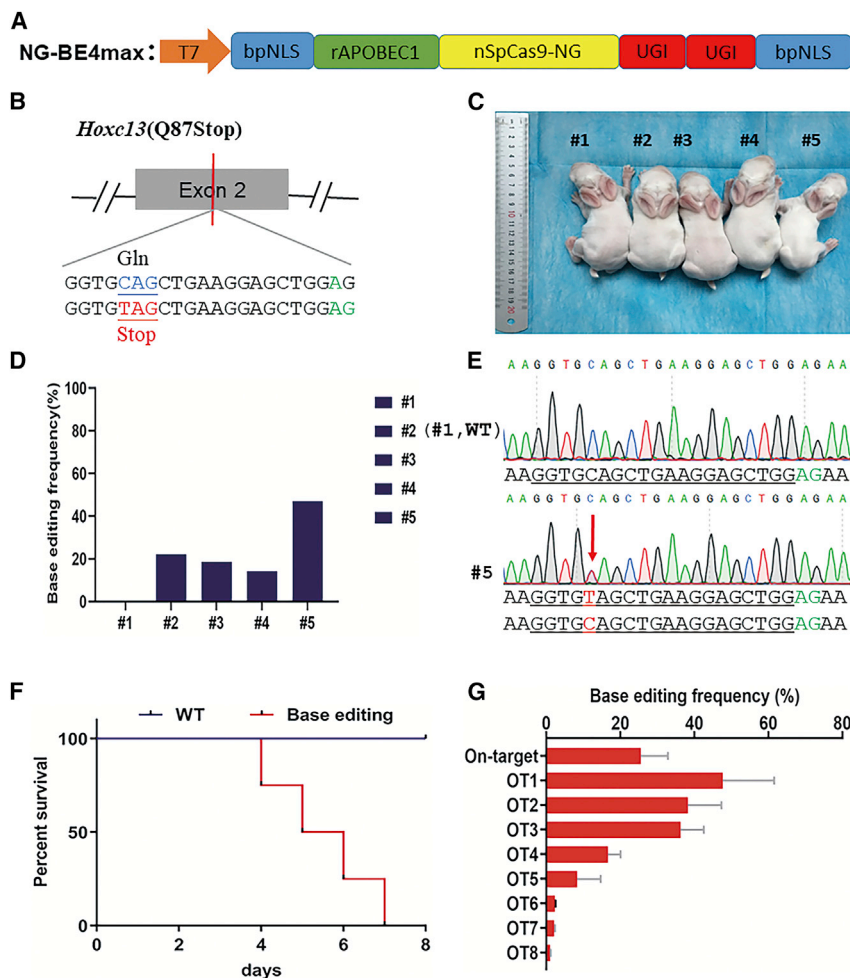 A
NG-BE4max: T7 bpNLS rAPOBEC1 nSpCas9-NG UGI UGI bpNLS
B
Hoxc13(Q87Stop)
Exon 2
Gln
GGTGCAGCTGAAGGAGCTGGAG
GGTGTAGCTGAAGGAGCTGGAG
Stop
C
#1 #2 #3 #4 #5
D
Base editing frequency(%)
100
80
60
40
20
0
#1 #2 #3 #4 #5
#1
#2
#3
#4
#5
E
A A G G T G C A G C T G A A G G A G C T G G A G A A
(#1,WT)
AAGGTGCAGCTGAAGGAGCTGGAGAA
A A G G T G C A G C T G A A G G A G C T G G A G A A
#5
AAGGTGTAGCTGAAGGAGCTGGAGAA
AAGGTGCAGCTGAAGGAGCTGGAGAA
F
WT Base editing
Percent survival
100
50
0
0 2 4 6 8
days
G
Base editing frequency (%)
0 20 40 60 80
On-target
OT1
OT2
OT3
OT4
OT5
OT6
OT7
OT8